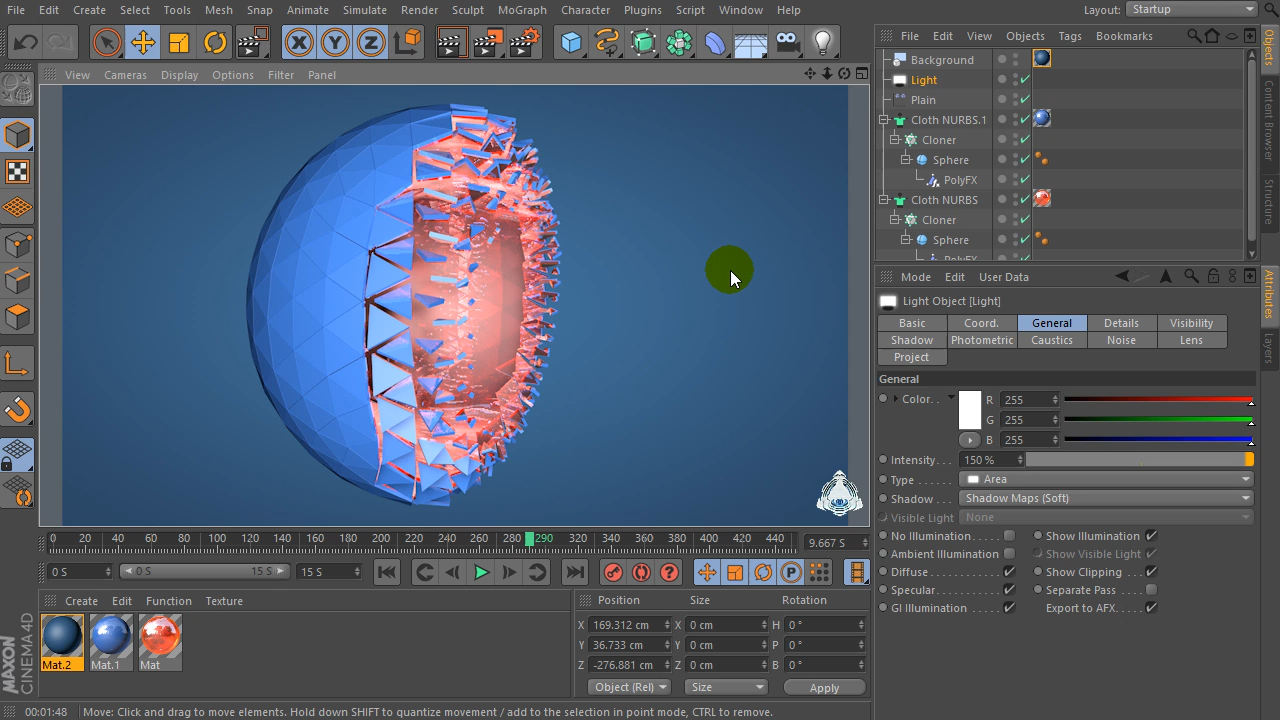 File Edit Create Select Tools Mesh Snap Animate Simulate Render Sculpt MoGraph Character Plugins Script Window Help
Layout: Startup
View Cameras Display Options Filter Panel
File Edit View Objects Tags Bookmarks
Background
Light
Plain
Cloth NURBS.1
Cloner
Sphere
PolyFX
Cloth NURBS
Cloner
Sphere
Objects
Content Browser
Structure
Mode Edit User Data
Light Object [Light]
Basic Coord. General Details Visibility
Shadow Photometric Caustics Noise Lens
Project
General
Color. . R 255
G 255
B 255
Intensity. . . 150 %
Type . . . . . . Area
Shadow . . . Shadow Maps (Soft)
Visible Light None
No Illumination. . . . . Show Illumination
Ambient Illumination Show Visible Light
Diffuse . . . . . . . . . . . . Show Clipping . . .
Specular. . . . . . . . . . . Separate Pass
GI Illumination . . . . . Export to AFX. . . .
Attributes
Layers
0 20 40 60 80 100 120 140 160 180 200 220 240 260 280 290 320 340 360 380 400 420 440
9.667 S
0 S 0 S 15 S 15 S
Create Edit Function Texture
Mat.2 Mat.1 Mat
Position Size Rotation
X 169.312 cm X 0 cm H 0 °
Y 36.733 cm Y 0 cm P 0 °
Z -276.881 cm Z 0 cm B 0 °
Object (Rel) Size Apply
MAXON
CINEMA 4D
00:01:48 Move: Click and drag to move elements. Hold down SHIFT to quantize movement / add to the selection in point mode, CTRL to remove.